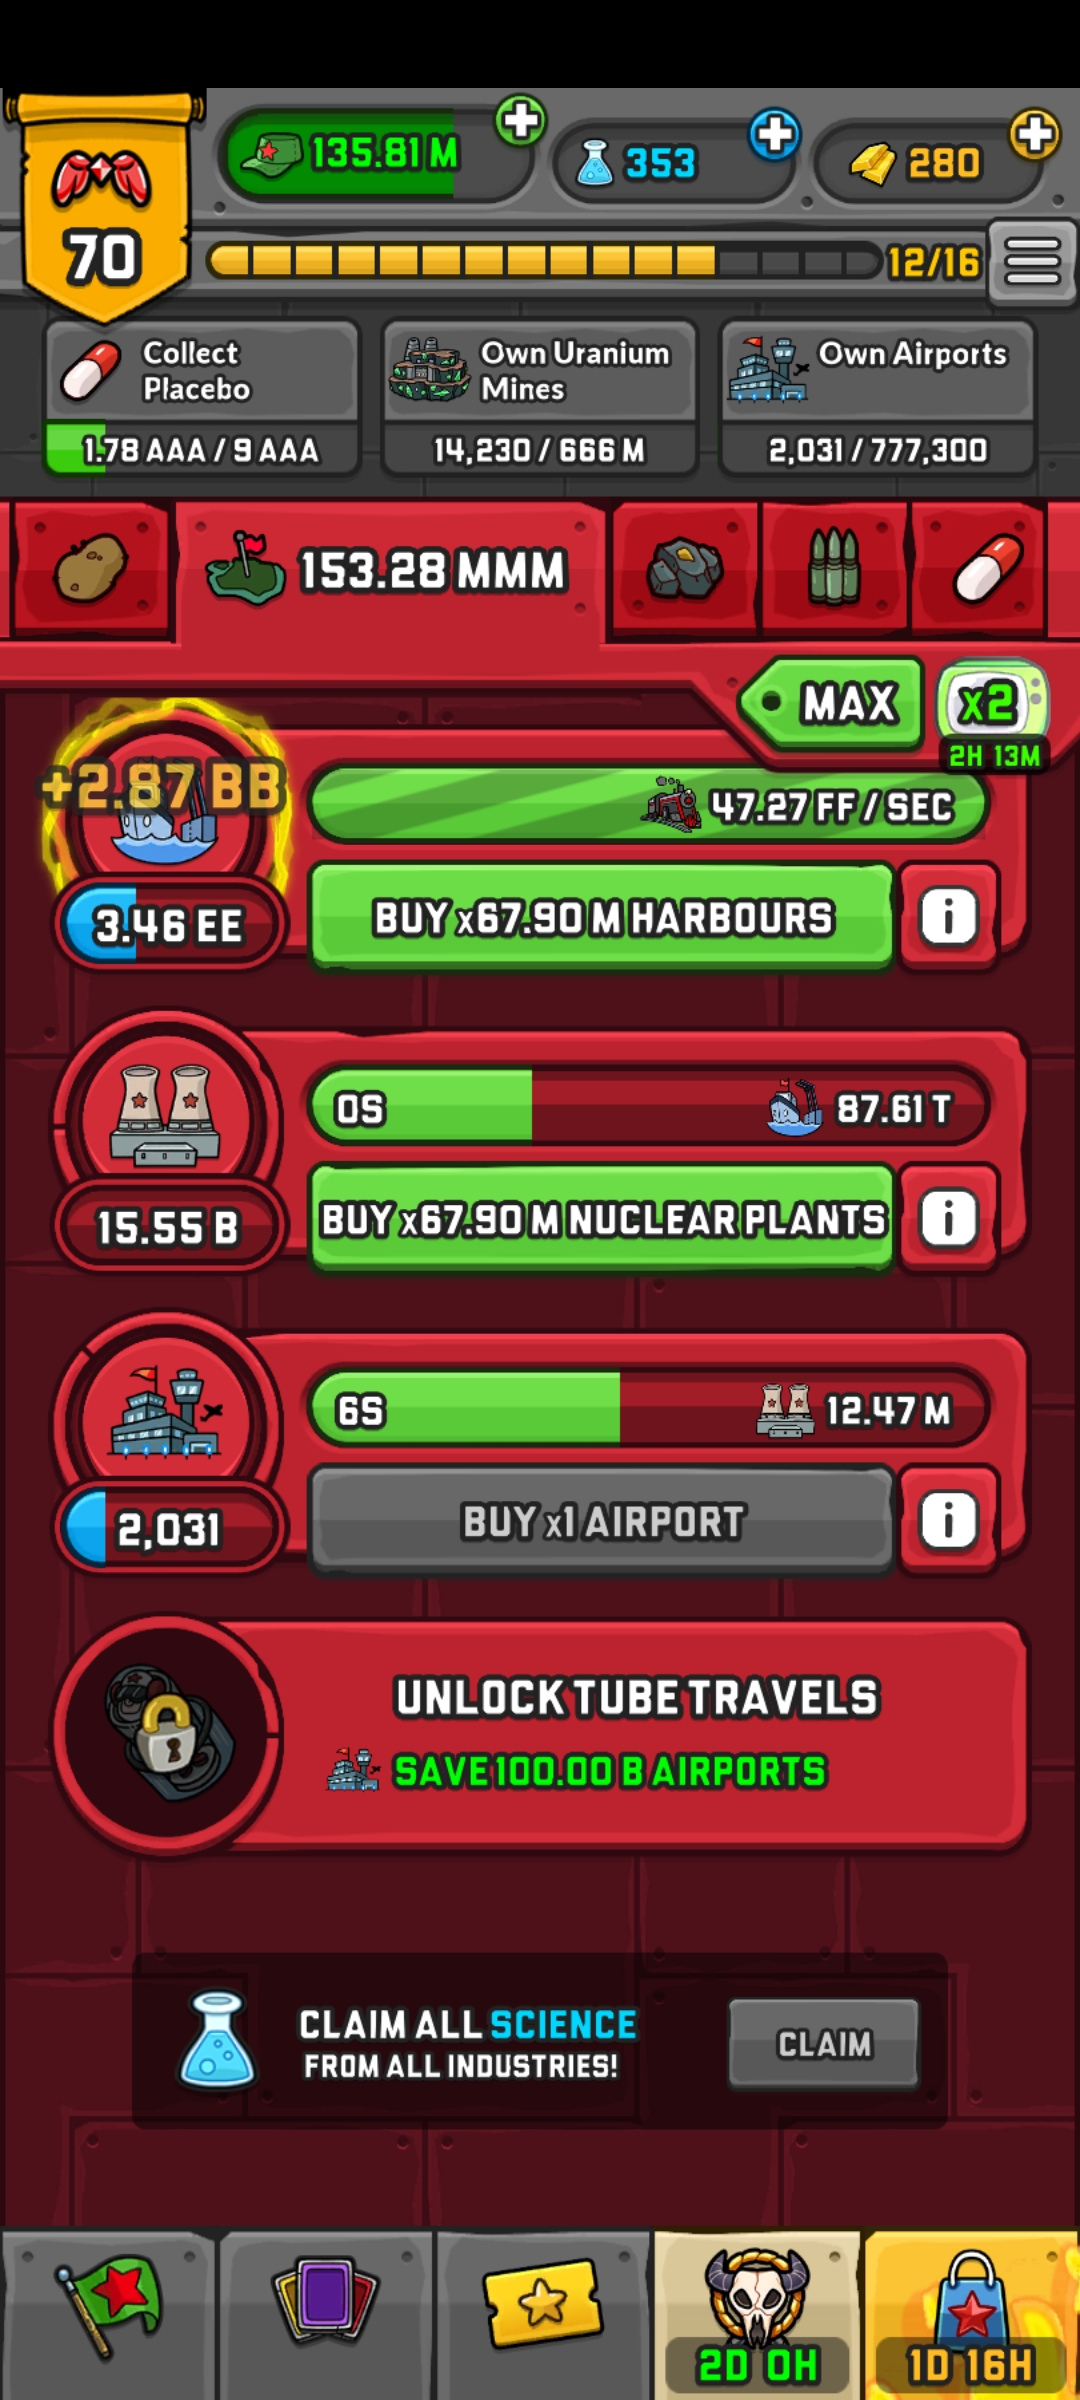 135.81 M
353
280
70
12/16
Collect
Placebo
1.78 AAA / 9 AAA
Own Uranium
Mines
14,230 / 666 M
Own Airports
2,031 / 777,300
153.28 MMM
MAX
x2
2H 13M
+2.87 BB
47.27 FF / SEC
3.46 EE
BUY x67.90 M HARBOURS
i
0S
87.61 T
15.55 B
BUY x67.90 M NUCLEAR PLANTS
i
6S
12.47 M
2,031
BUY x1 AIRPORT
i
UNLOCK TUBE TRAVELS
SAVE 100.00 B AIRPORTS
CLAIM ALL SCIENCE
FROM ALL INDUSTRIES!
CLAIM
2D 0H
1D 16H